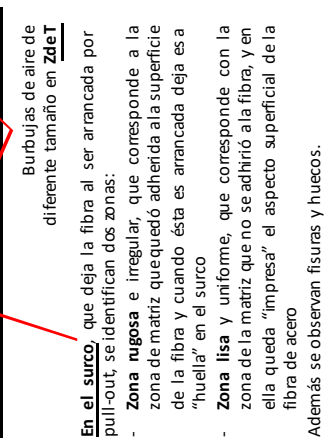 Burbujas de aire de
diferente tamaño en ZdeT
En el surco, que deja la fibra al ser arrancada por
pull-out, se identifican dos zonas:
- Zona rugosa e irregular, que corresponde a la
zona de matriz que quedó adherida a la superficie
de la fibra y cuando ésta es arrancada deja esa
"huella" en el surco
- Zona lisa y uniforme, que corresponde con la
zona de la matriz que no se adhirió a la fibra, y en
ella queda "impresa" el aspecto superficial de la
fibra de acero
Además se observan fisuras y huecos.